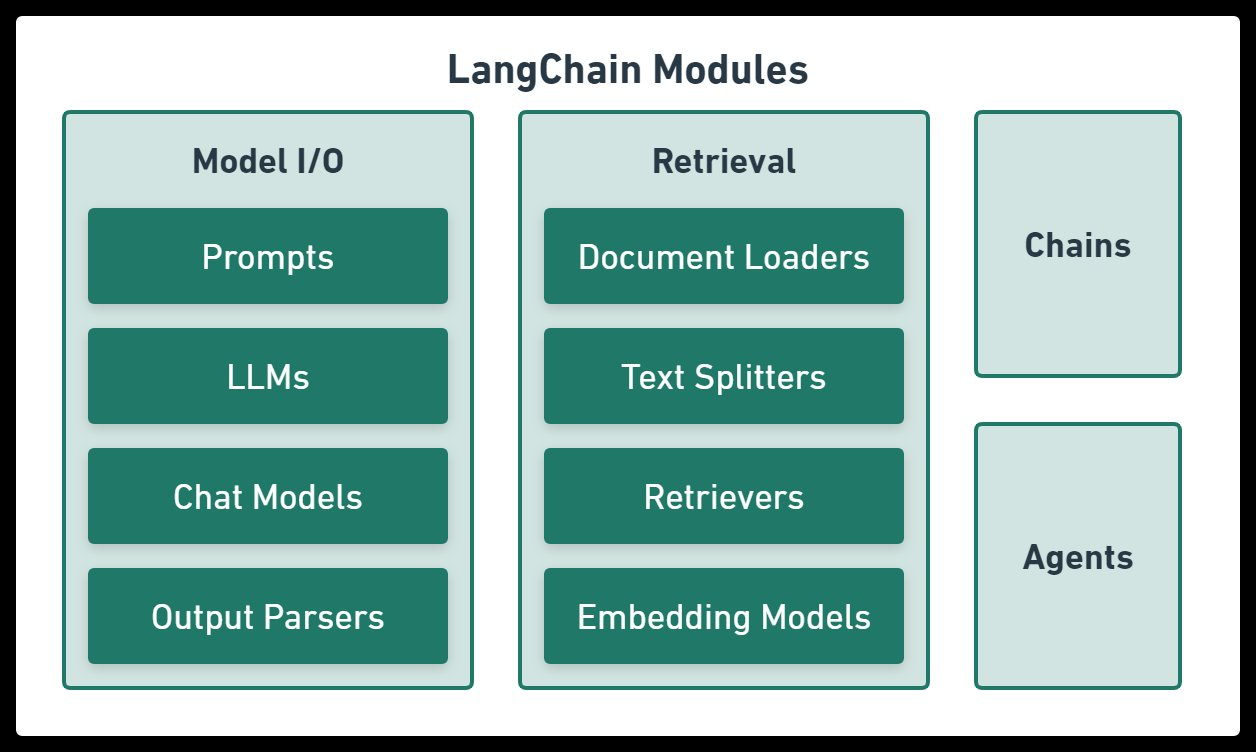 LangChain Modules
Model I/O
Prompts
LLMs
Chat Models
Output Parsers
Retrieval
Document Loaders
Text Splitters
Retrievers
Embedding Models
Chains
Agents